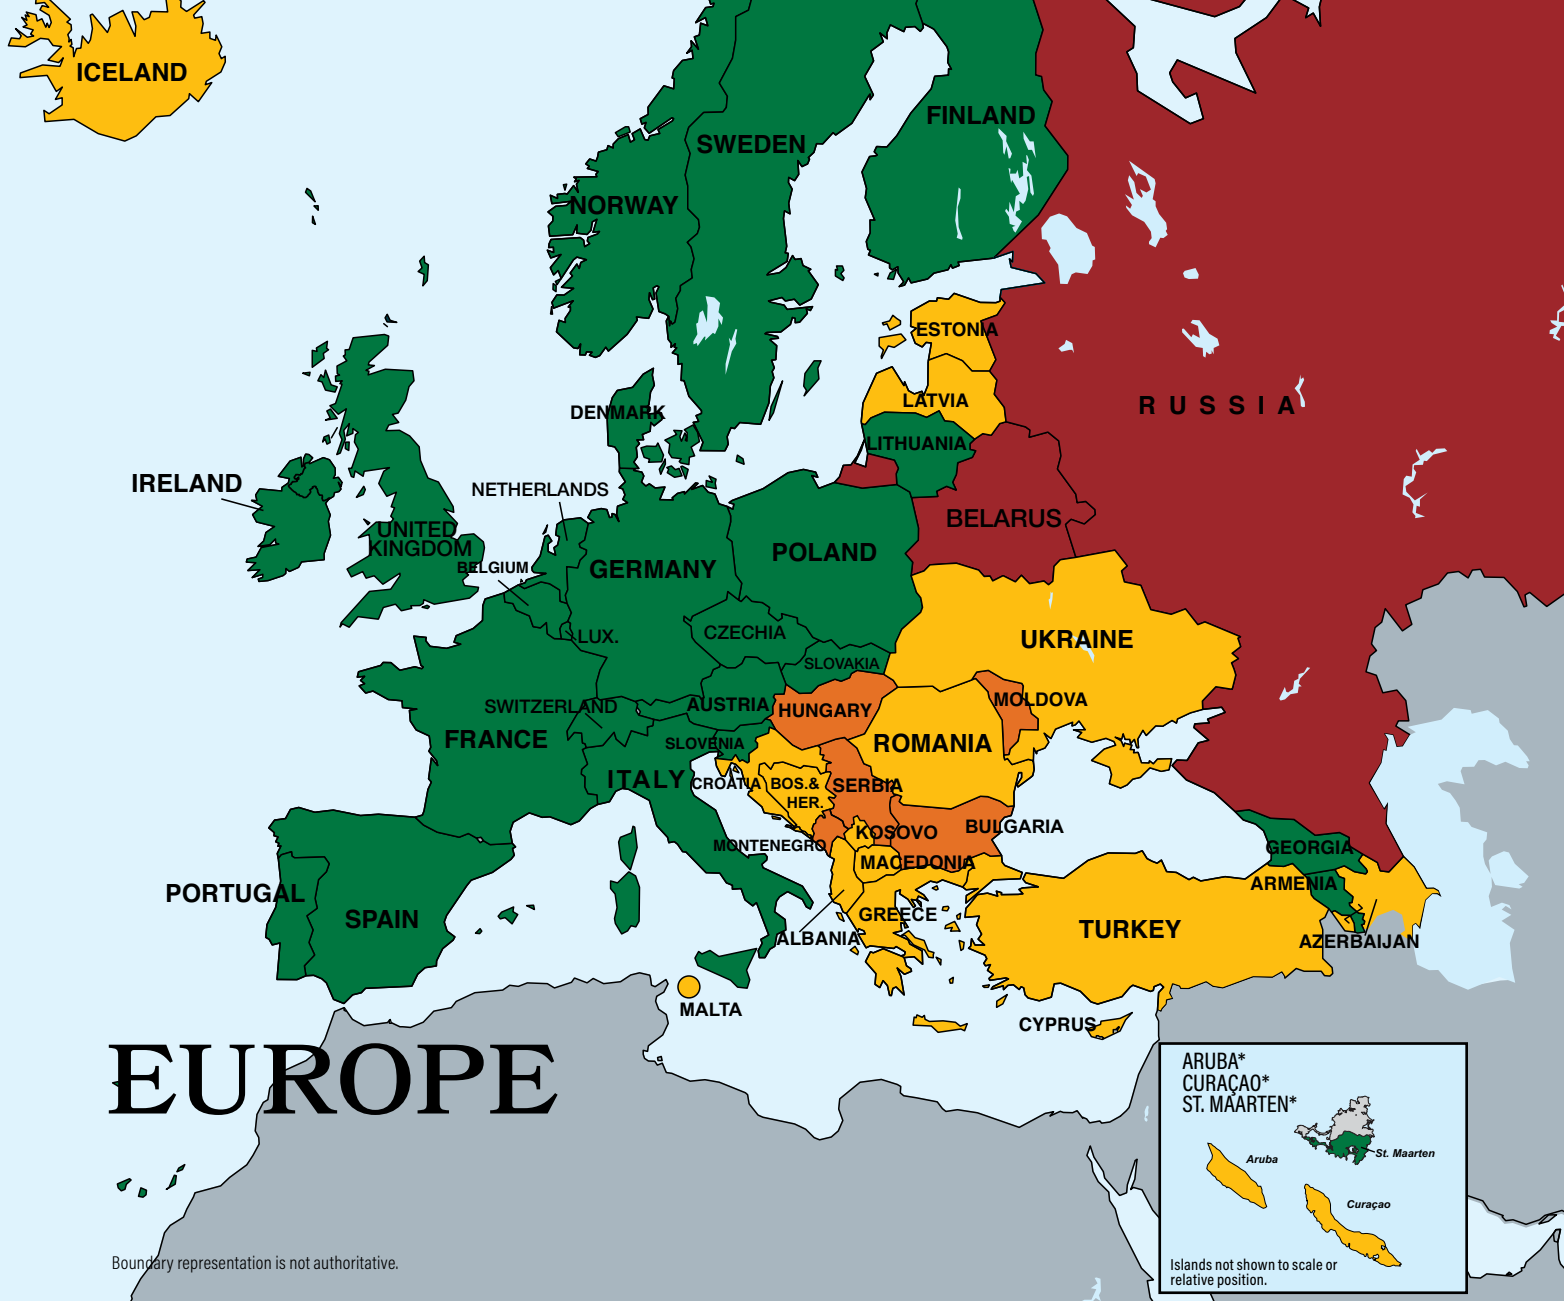 ICELAND
FINLAND
SWEDEN
NORWAY
ESTONIA
LATVIA
RUSSIA
DENMARK
LITHUANIA
IRELAND
NETHERLANDS
BELARUS
UNITED
KINGDOM
POLAND
BELGIUM
GERMANY
CZECHIA
LUX.
UKRAINE
SLOVAKIA
SWITZERLAND
AUSTRIA
HUNGARY
MOLDOVA
FRANCE
SLOVENIA
ROMANIA
ITALY
CROATIA
BOS.&
HER.
SERBIA
KOSOVO
BULGARIA
MONTENEGRO
GEORGIA
MACEDONIA
ARMENIA
PORTUGAL
SPAIN
GREECE
TURKEY
ALBANIA
AZERBAIJAN
MALTA
CYPRUS
EUROPE
ARUBA*
CURAÇAO*
ST. MAARTEN*
St. Maarten
Aruba
Curaçao
Islands not shown to scale or
relative position.
Boundary representation is not authoritative.